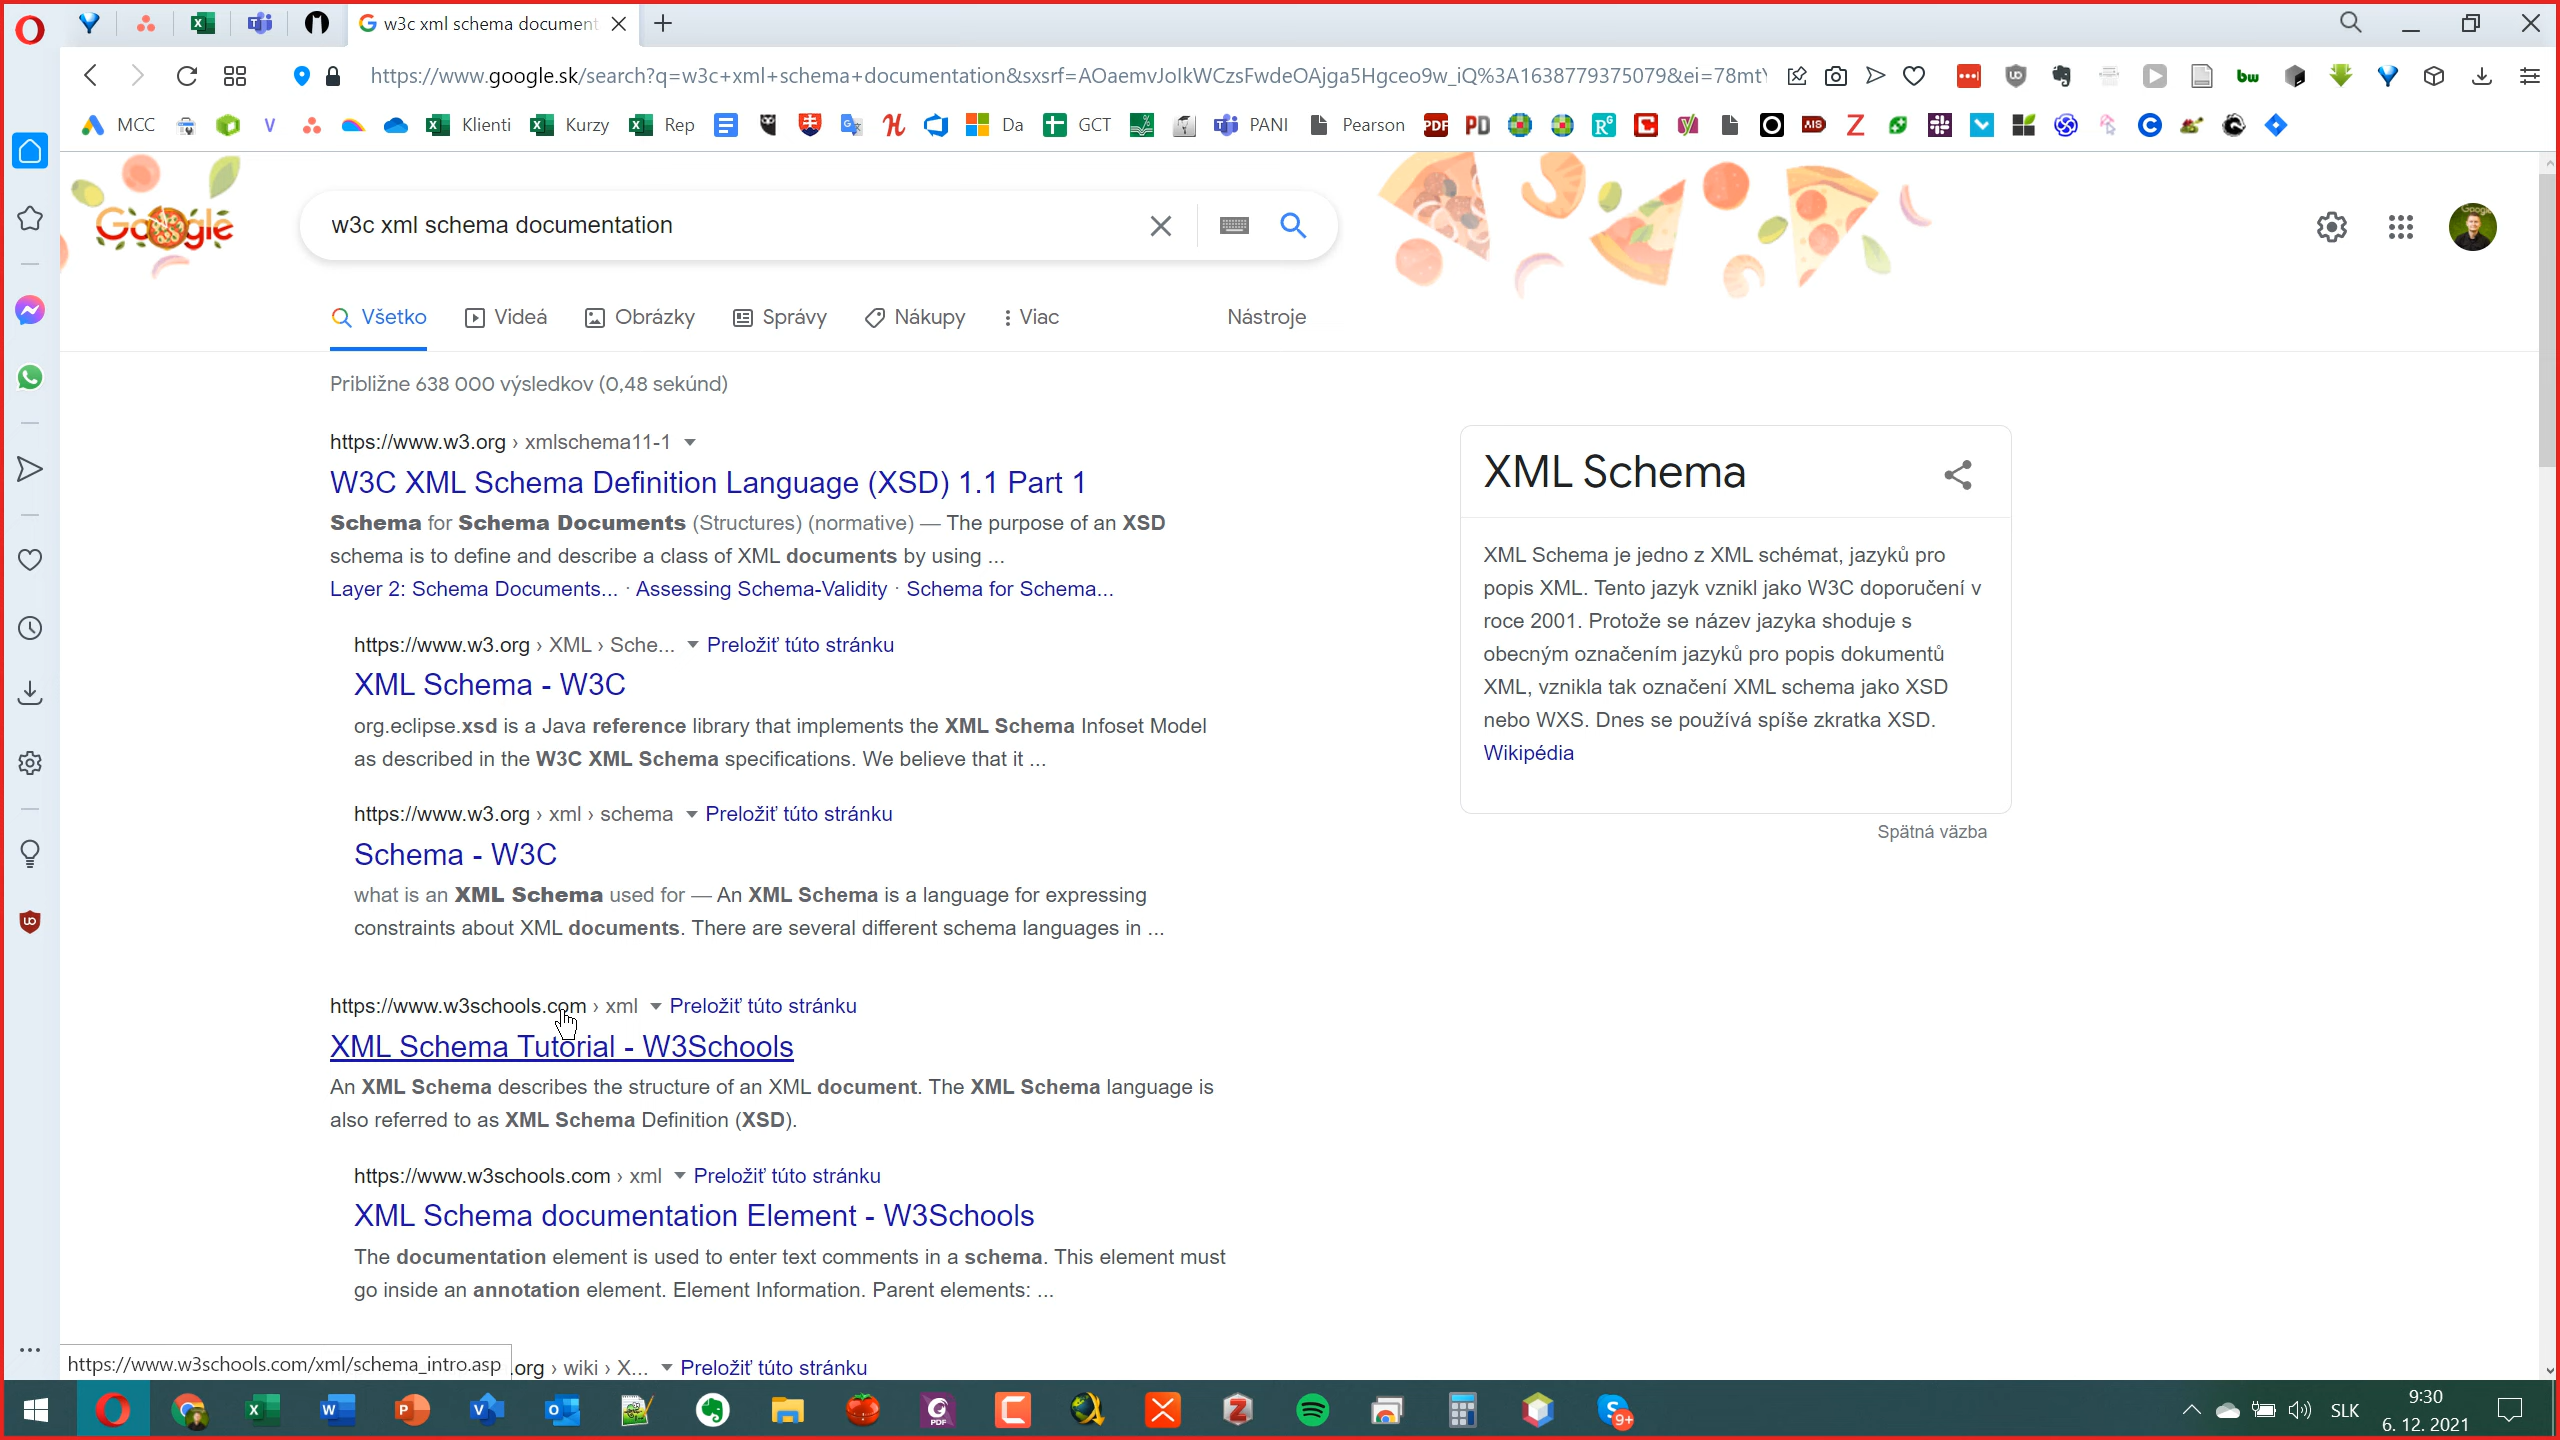 w3c xml schema document
https://www.google.sk/search?q=w3c+xml+schema+documentation&sxsrf=AOaemvJolkWCzsFwdeOAjga5Hgceo9w_iQ%3A1638779375079&ei=78mt
MCC
Klienti
Kurzy
Rep
Da
GCT
PANI
Pearson
Google
w3c xml schema documentation
Všetko
Videá
Obrázky
Správy
Nákupy
Viac
Nástroje
Približne 638 000 výsledkov (0,48 sekúnd)
https://www.w3.org › xmlschema11-1
W3C XML Schema Definition Language (XSD) 1.1 Part 1
Schema for Schema Documents (Structures) (normative) — The purpose of an XSD
schema is to define and describe a class of XML documents by using ...
Layer 2: Schema Documents... · Assessing Schema-Validity · Schema for Schema...
https://www.w3.org › XML › Sche... Preložiť túto stránku
XML Schema - W3C
org.eclipse.xsd is a Java reference library that implements the XML Schema Infoset Model
as described in the W3C XML Schema specifications. We believe that it ...
https://www.w3.org › xml › schema Preložiť túto stránku
Schema - W3C
what is an XML Schema used for — An XML Schema is a language for expressing
constraints about XML documents. There are several different schema languages in ...
https://www.w3schools.com › xml Preložiť túto stránku
XML Schema Tutorial - W3Schools
An XML Schema describes the structure of an XML document. The XML Schema language is
also referred to as XML Schema Definition (XSD).
https://www.w3schools.com › xml Preložiť túto stránku
XML Schema documentation Element - W3Schools
The documentation element is used to enter text comments in a schema. This element must
go inside an annotation element. Element Information. Parent elements: ...
.org › wiki › X... Preložiť túto stránku
XML Schema
XML Schema je jedno z XML schémat, jazyků pro
popis XML. Tento jazyk vznikl jako W3C doporučení v
roce 2001. Protože se název jazyka shoduje s
obecným označením jazyků pro popis dokumentů
XML, vznikla tak označení XML schema jako XSD
nebo WXS. Dnes se používá spíše zkratka XSD.
Wikipédia
Spätná väzba
https://www.w3schools.com/xml/schema_intro.asp
SLK
9:30
6. 12. 2021